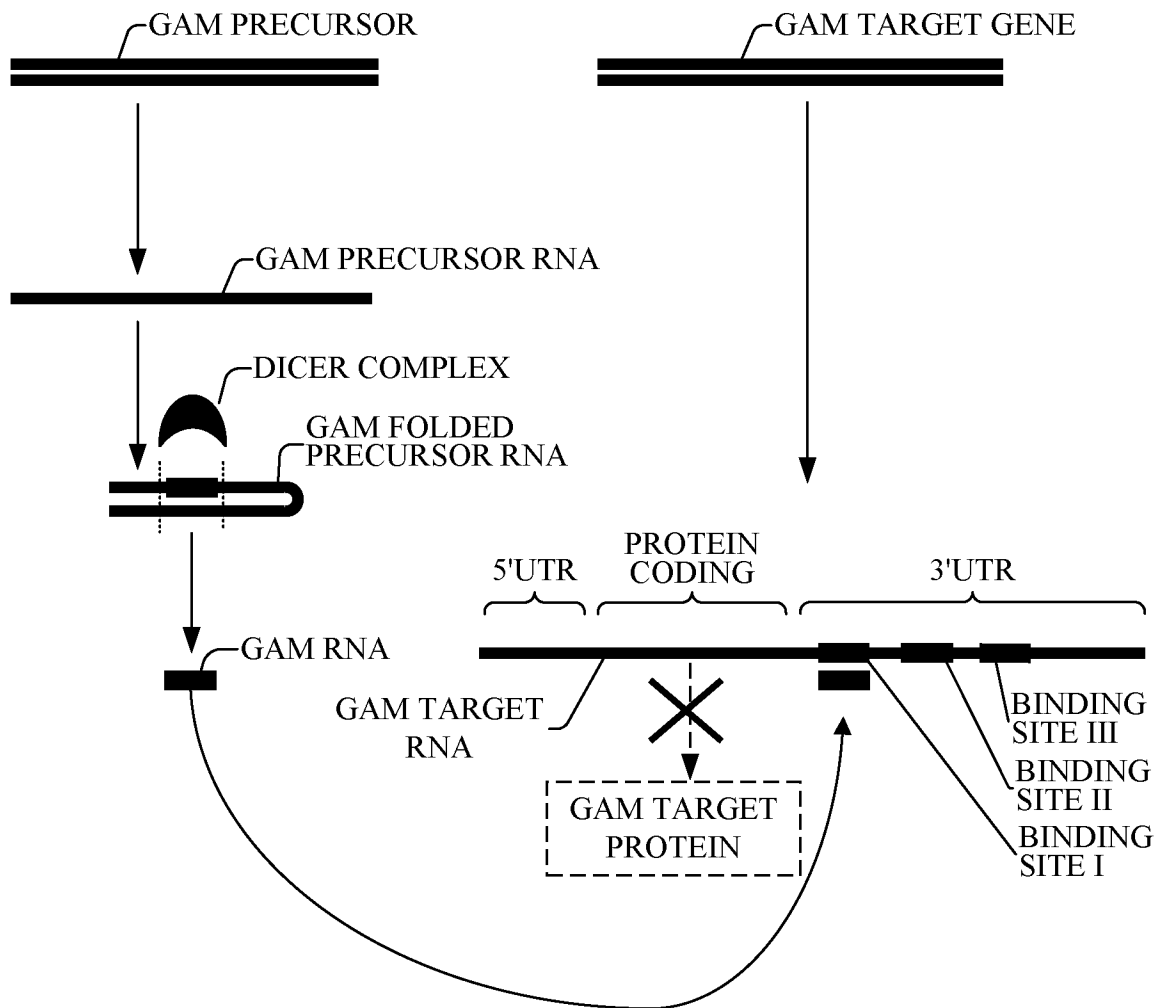 GAM PRECURSOR
GAM TARGET GENE
GAM PRECURSOR RNA
DICER COMPLEX
GAM FOLDED
PRECURSOR RNA
5'UTR
PROTEIN
CODING
3'UTR
GAM RNA
GAM TARGET
RNA
BINDING
SITE III
BINDING
SITE II
BINDING
SITE I
GAM TARGET
PROTEIN